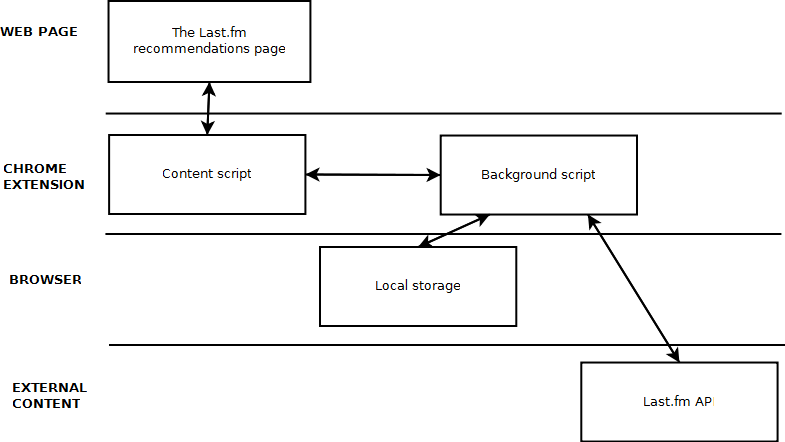 WEB PAGE
The Last.fm
recommendations page
CHROME
EXTENSION
Content script
Background script
BROWSER
Local storage
EXTERNAL
CONTENT
Last.fm API